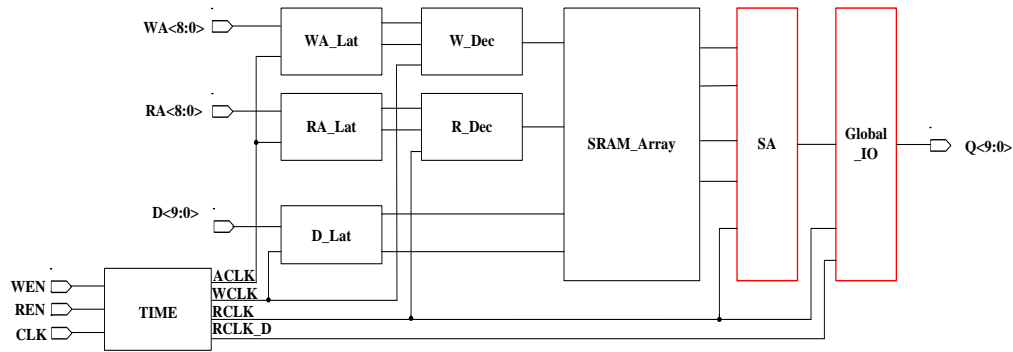 WA<8:0>
WA_Lat
W_Dec
RA<8:0>
RA_Lat
R_Dec
SRAM_Array
SA
Global
_IO
Q<9:0>
D<9:0>
D_Lat
WEN
REN
CLK
TIME
ACLK
WCLK
RCLK
RCLK_D